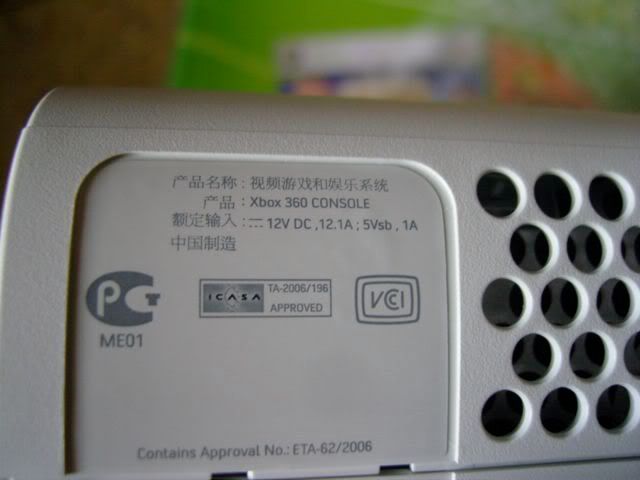 产品名称：视频游戏和娱乐系统
产品：Xbox 360 CONSOLE
额定输入：⎓ 12V DC ,12.1A ; 5Vsb , 1A
中国制造
PCT
ME01
ICASA
TA-2006/196
APPROVED
VCCI
Contains Approval No.: ETA-62/2006